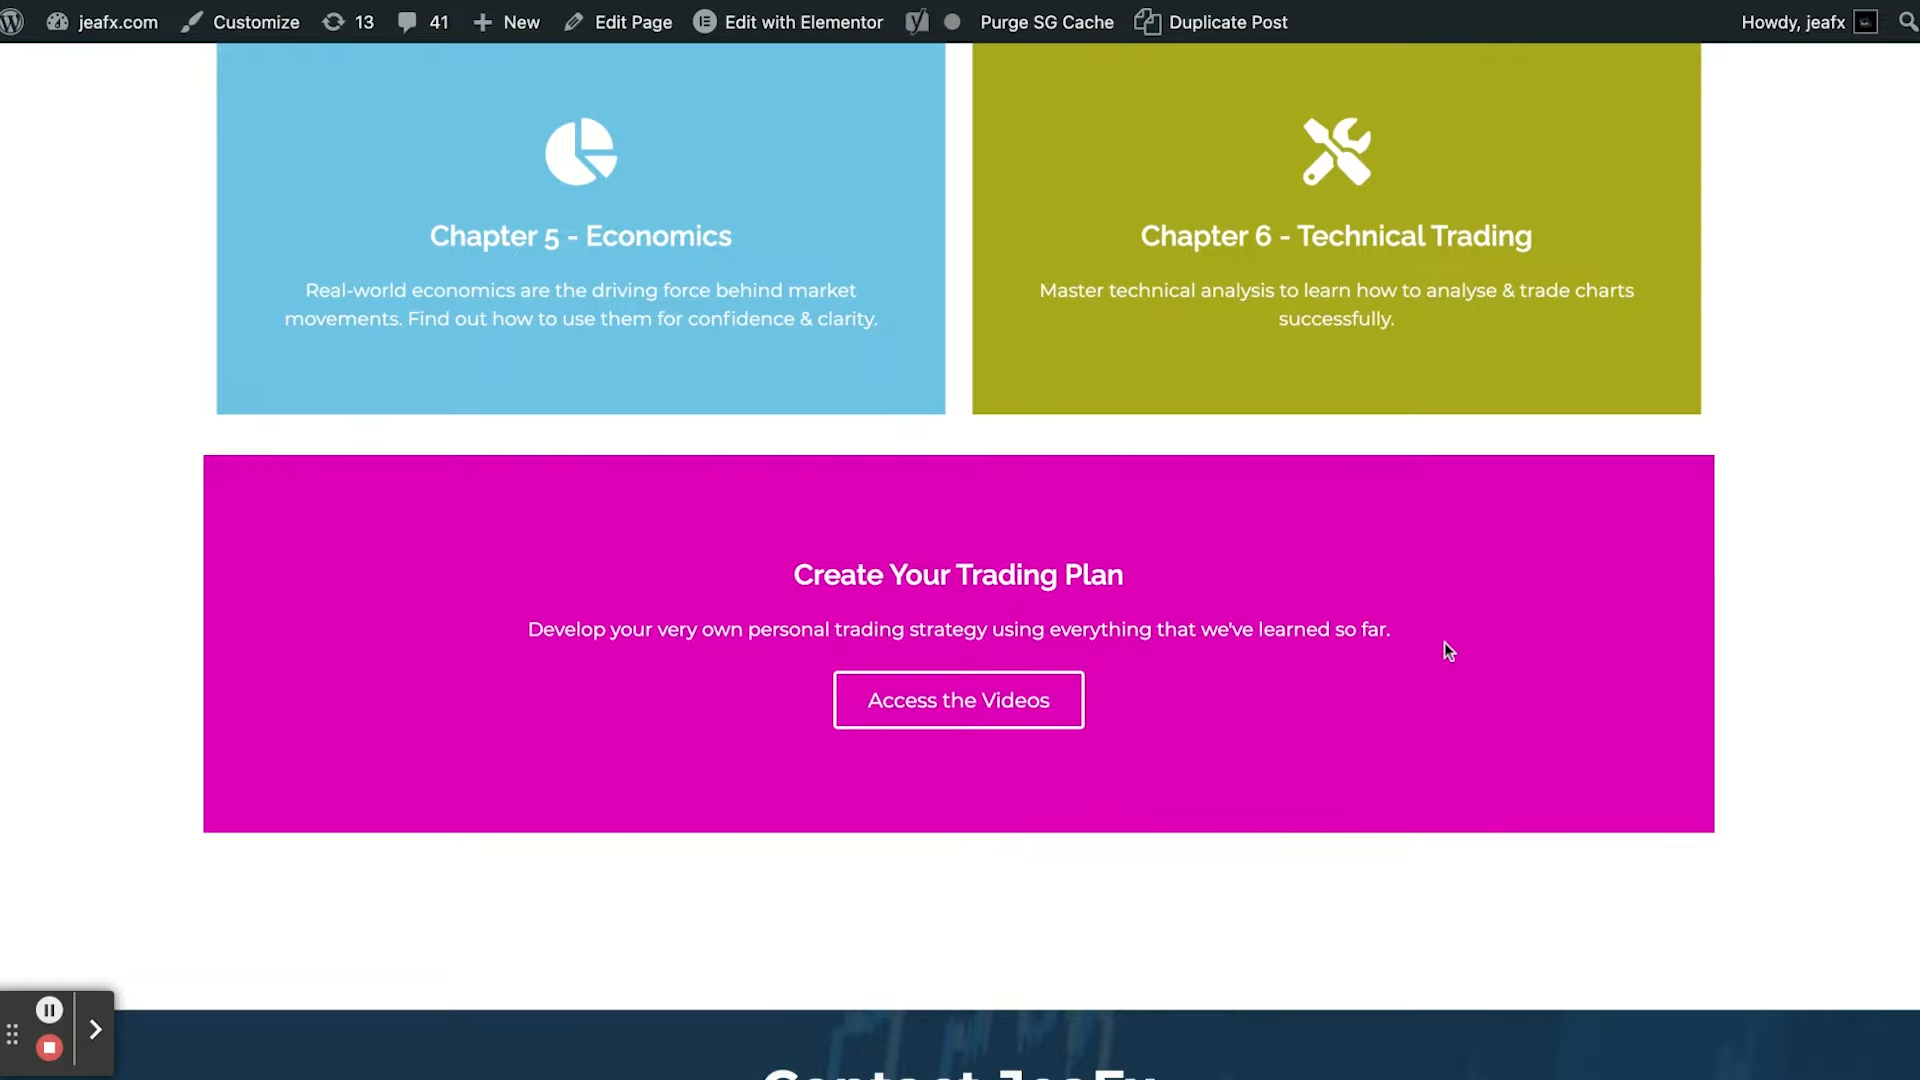 jeafx.com Customize 13 41 New Edit Page Edit with Elementor Purge SG Cache Duplicate Post Howdy, jeafx
Chapter 5 - Economics
Real-world economics are the driving force behind market
movements. Find out how to use them for confidence & clarity.
Chapter 6 - Technical Trading
Master technical analysis to learn how to analyse & trade charts
successfully.
Create Your Trading Plan
Develop your very own personal trading strategy using everything that we've learned so far.
Access the Videos
Contact JeaFx